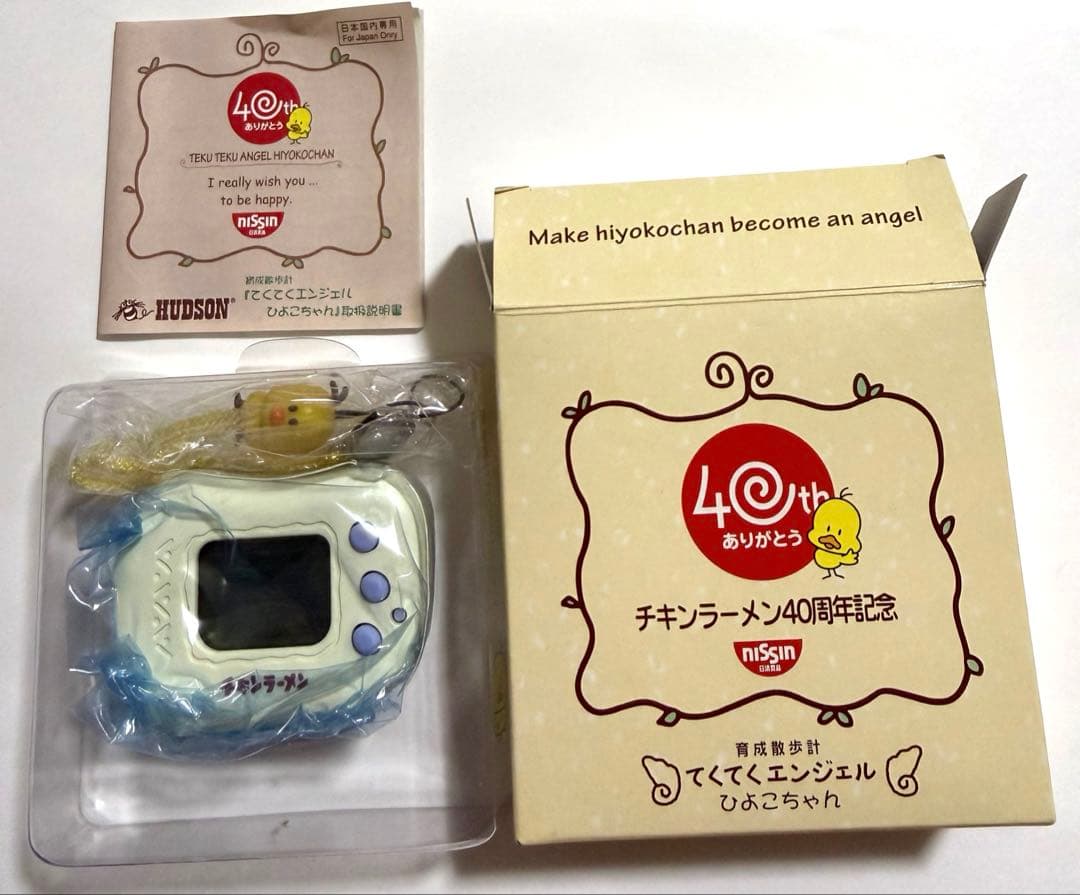 日本国内専用
For Japan Onry
40th
ありがとう
TEKU TEKU ANGEL HIYOKOCHAN
I really wish you ...
to be happy.
NISSIN
日清食品
育成散歩計
『てくてくエンジェル
ひよこちゃん』取扱説明書
HUDSON®
チキンラーメン
Make hiyokochan become an angel
40th
ありがとう
チキンラーメン40周年記念
NISSIN
日清食品
育成散歩計
てくてくエンジェル
ひよこちゃん